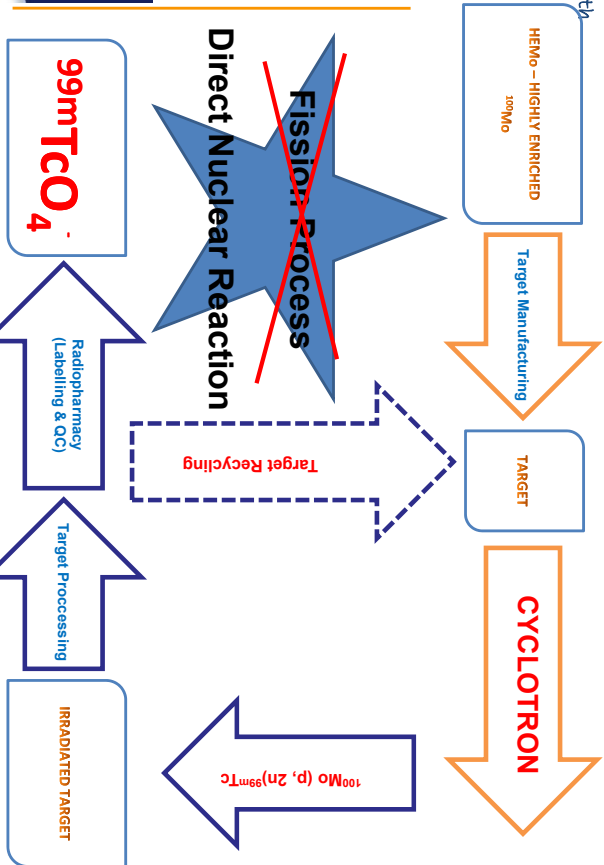 HEMo – HIGHLY ENRICHED
¹⁰⁰Mo
Target Manufacturing
TARGET
CYCLOTRON
Fission Process
Direct Nuclear Reaction
Target Recycling
¹⁰⁰Mo (p, 2n)⁹⁹ᵐTc
99mTcO₄⁻
Radiopharmacy
(Labelling & QC)
Target Proccessing
IRRADIATED TARGET